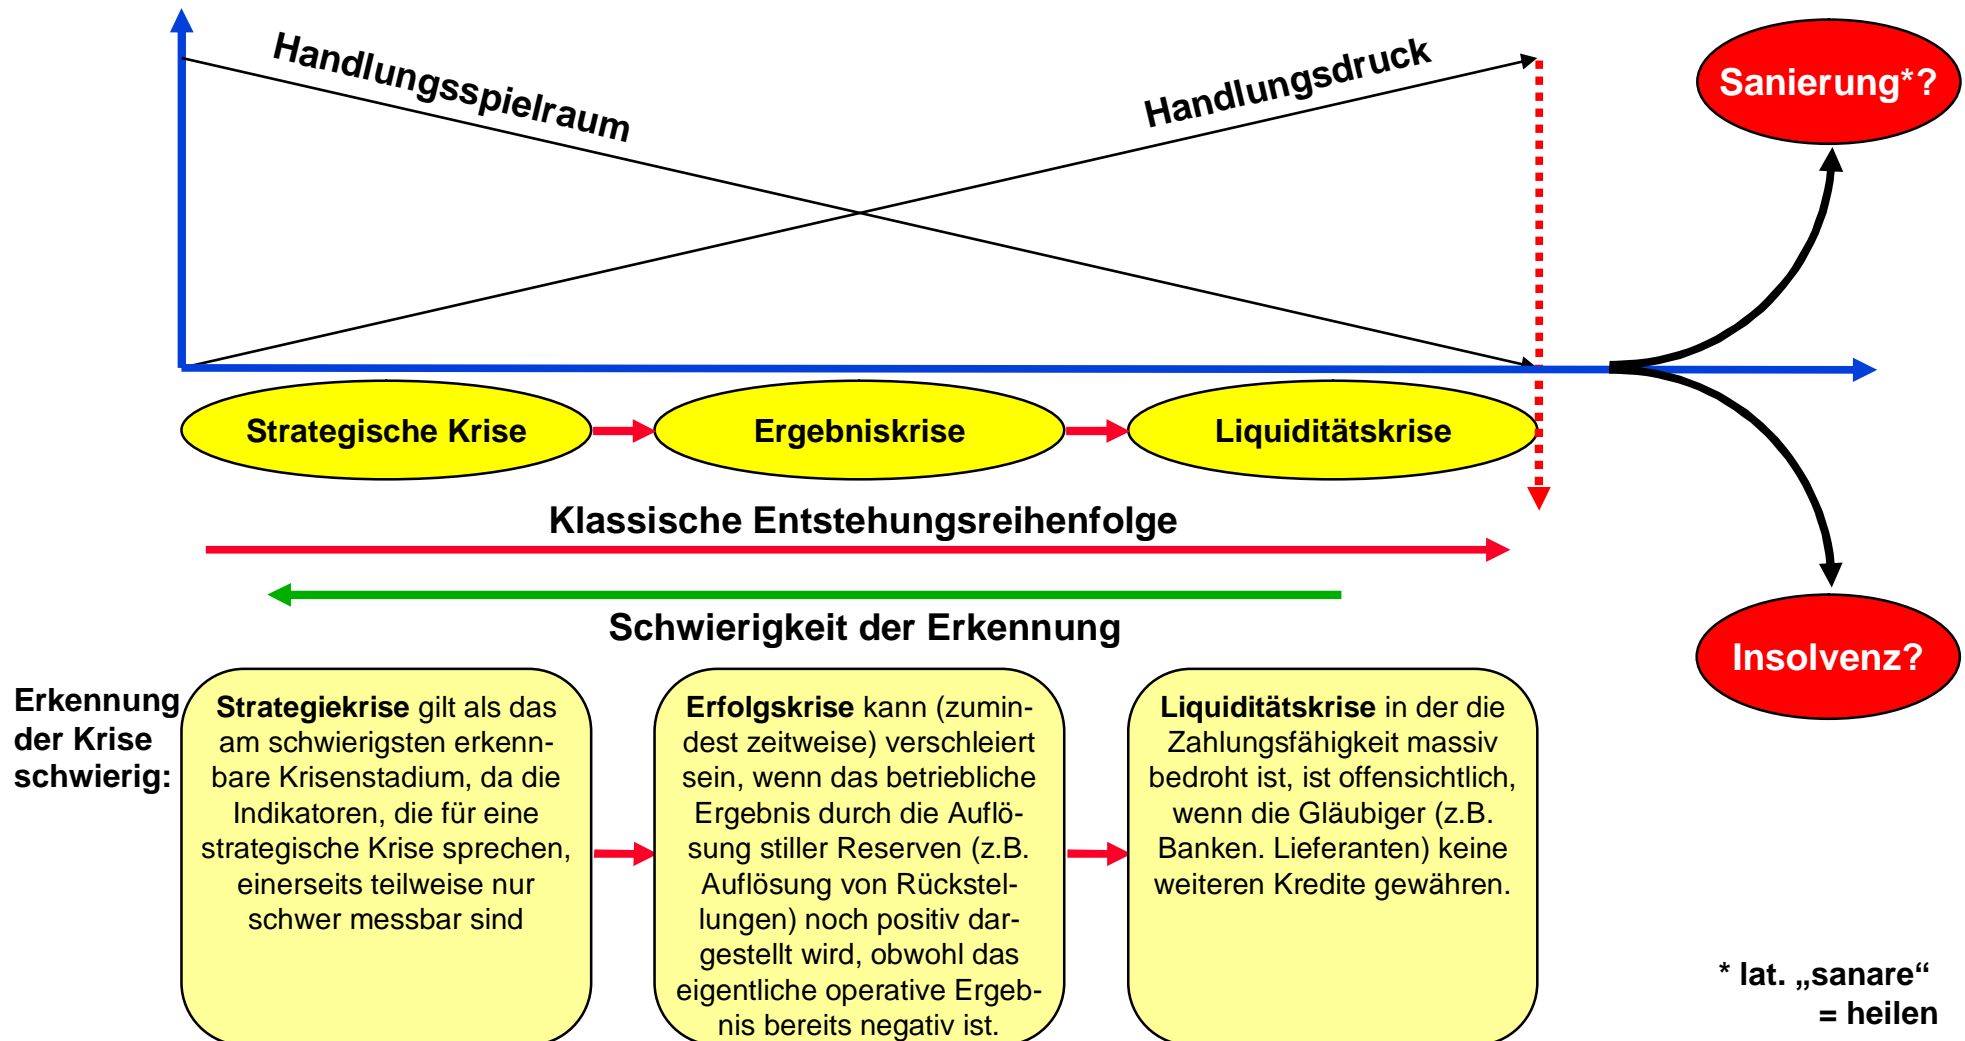 Handlungsspielraum
Handlungsdruck
Sanierung*?
Strategische Krise
Ergebniskrise
Liquiditätskrise
Klassische Entstehungsreihenfolge
Schwierigkeit der Erkennung
Insolvenz?
Erkennung
der Krise
schwierig:
Strategiekrise gilt als das
am schwierigsten erkenn-
bare Krisenstadium, da die
Indikatoren, die für eine
strategische Krise sprechen,
einerseits teilweise nur
schwer messbar sind
Erfolgskrise kann (zumin-
dest zeitweise) verschleiert
sein, wenn das betriebliche
Ergebnis durch die Auflö-
sung stiller Reserven (z.B.
Auflösung von Rückstel-
lungen) noch positiv dar-
gestellt wird, obwohl das
eigentliche operative Ergeb-
nis bereits negativ ist.
Liquiditätskrise in der die
Zahlungsfähigkeit massiv
bedroht ist, ist offensichtlich,
wenn die Gläubiger (z.B.
Banken. Lieferanten) keine
weiteren Kredite gewähren.
* lat. „sanare“
= heilen